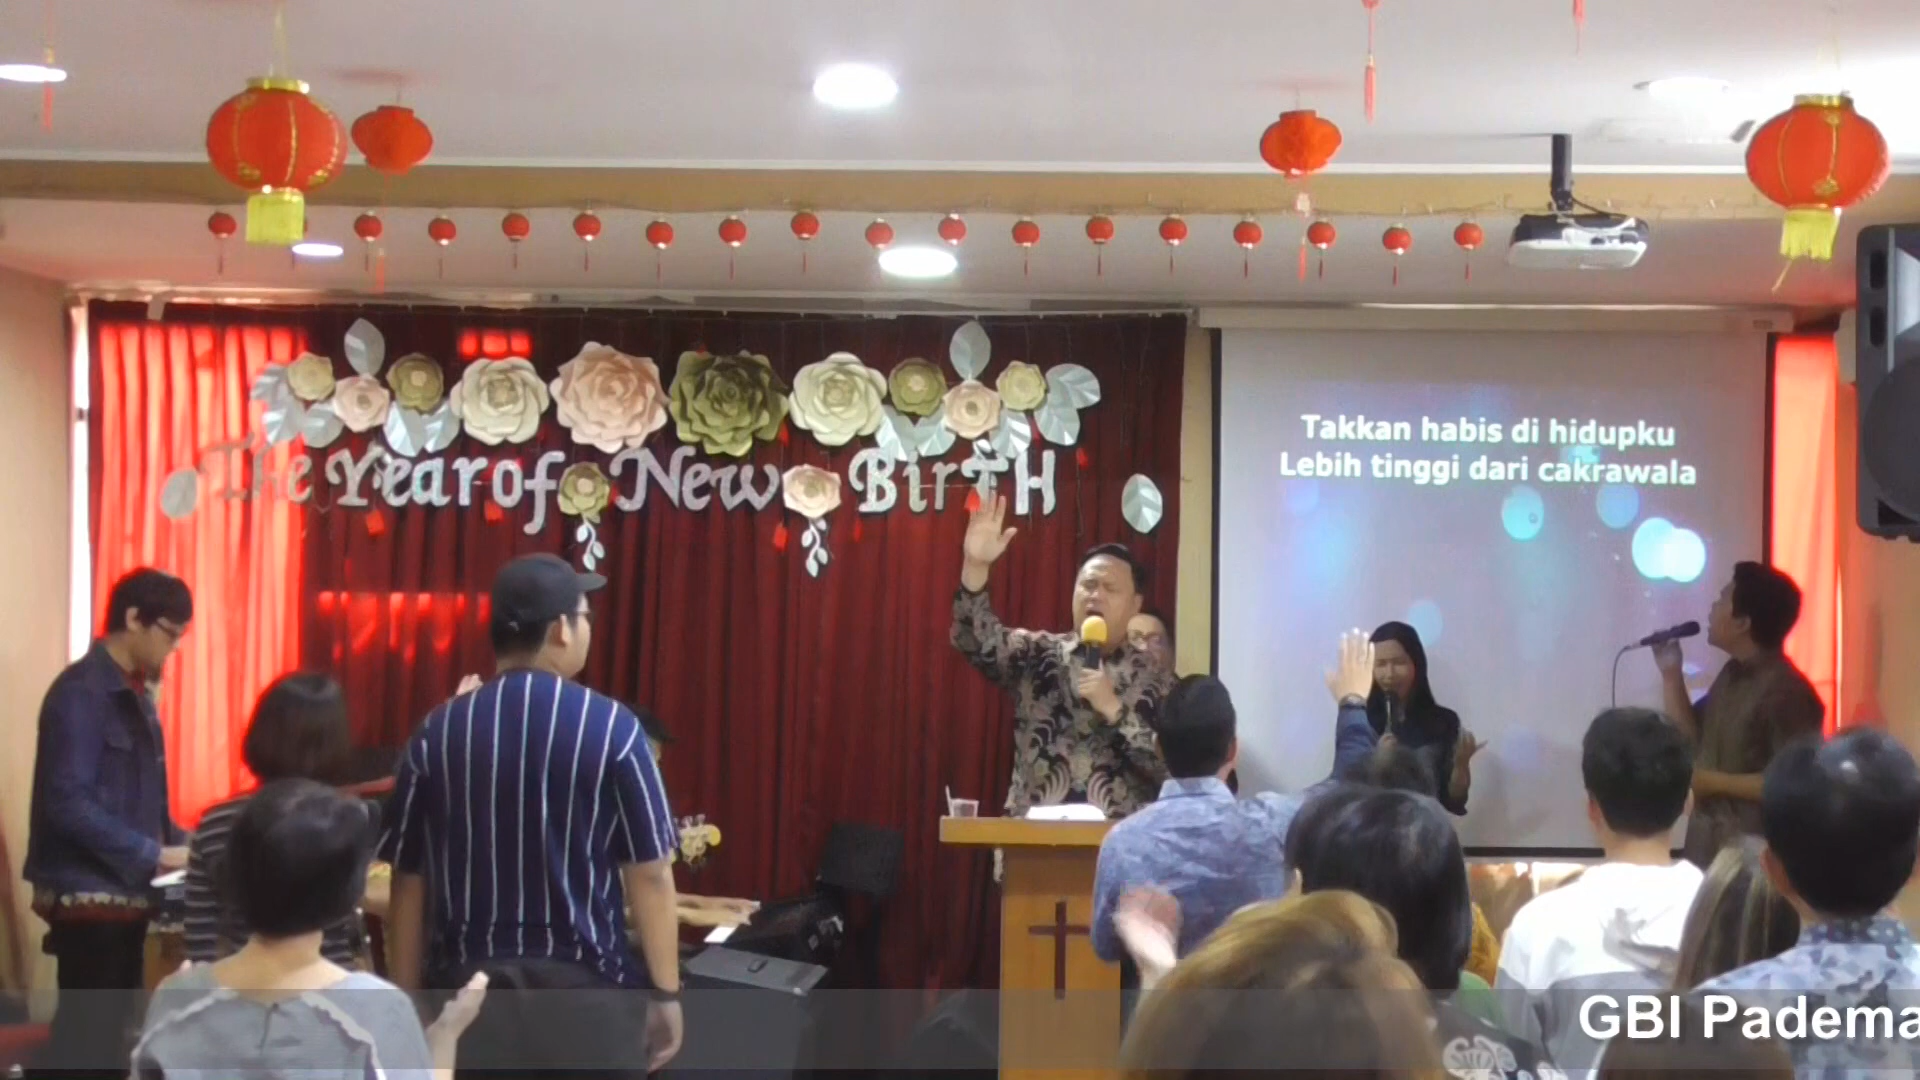 The Year of New BirTH
Takkan habis di hidupku
Lebih tinggi dari cakrawala
GBI Padema